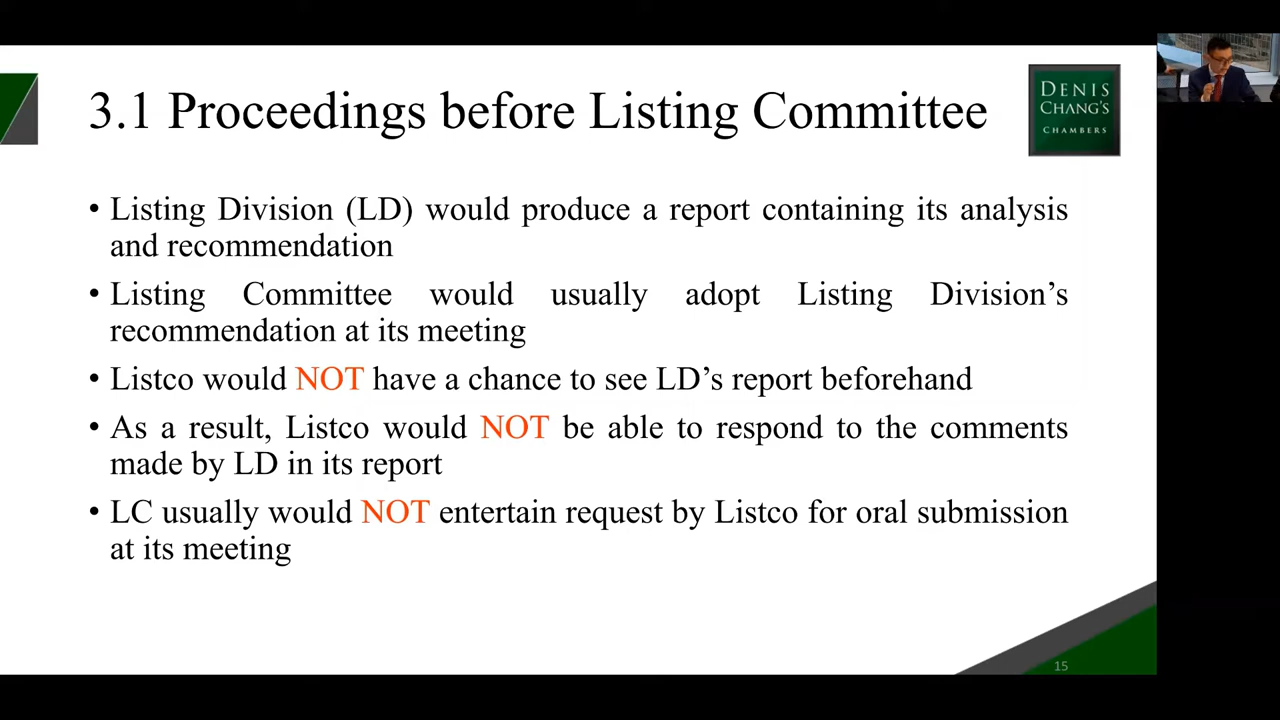 3.1 Proceedings before Listing Committee
DENIS
CHANG'S
CHAMBERS
• Listing Division (LD) would produce a report containing its analysis
and recommendation
• Listing Committee would usually adopt Listing Division's
recommendation at its meeting
• Listco would NOT have a chance to see LD's report beforehand
• As a result, Listco would NOT be able to respond to the comments
made by LD in its report
• LC usually would NOT entertain request by Listco for oral submission
at its meeting
15